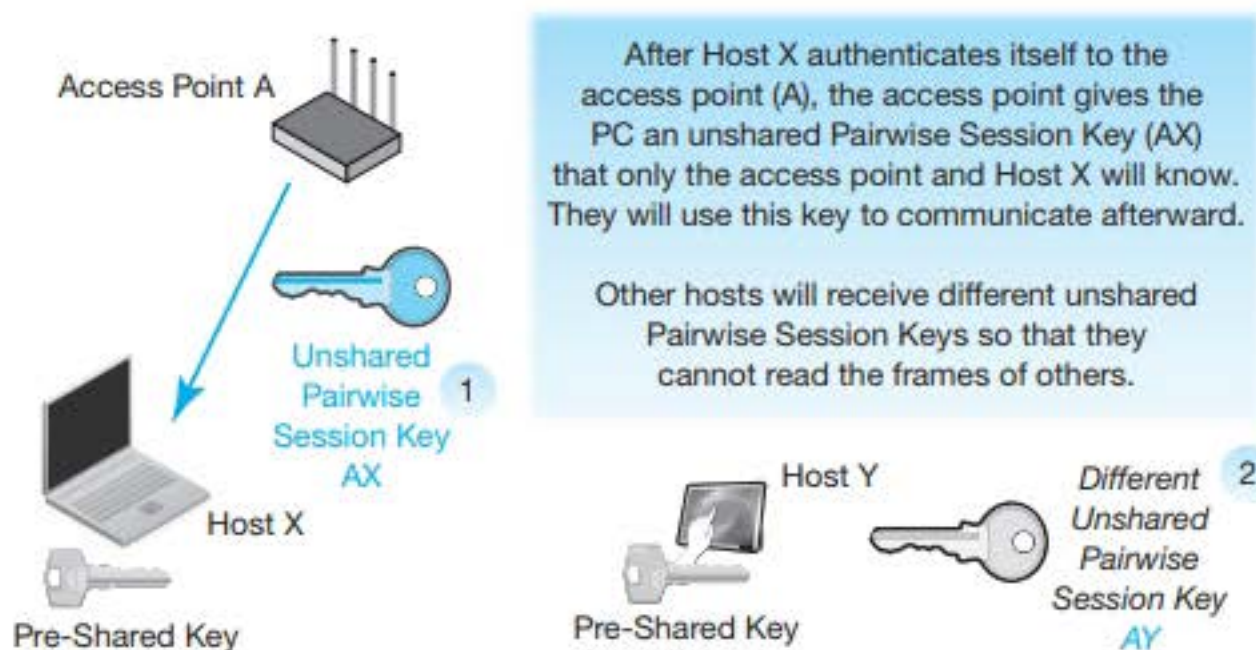 Access Point A
After Host X authenticates itself to the
access point (A), the access point gives the
PC an unshared Pairwise Session Key (AX)
that only the access point and Host X will know.
They will use this key to communicate afterward.
Other hosts will receive different unshared
Pairwise Session Keys so that they
cannot read the frames of others.
Unshared
Pairwise 1
Session Key
AX
Host X
Pre-Shared Key
Host Y
Pre-Shared Key
Different 2
Unshared
Pairwise
Session Key
AY